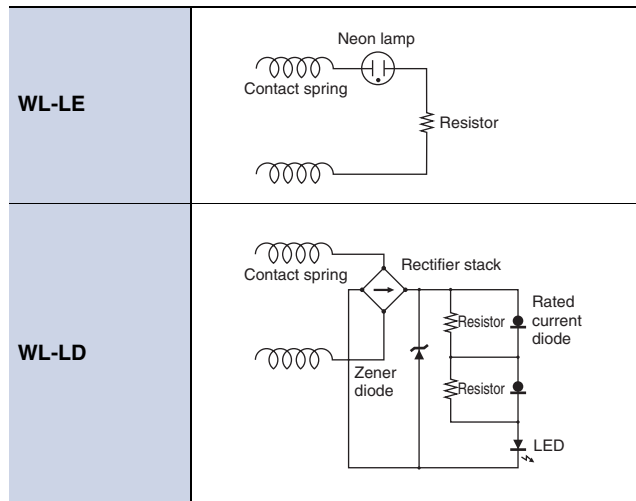 WL-LE
Neon lamp
Contact spring
Resistor
WL-LD
Contact spring
Rectifier stack
Resistor
Rated
current
diode
Zener
diode
Resistor
LED